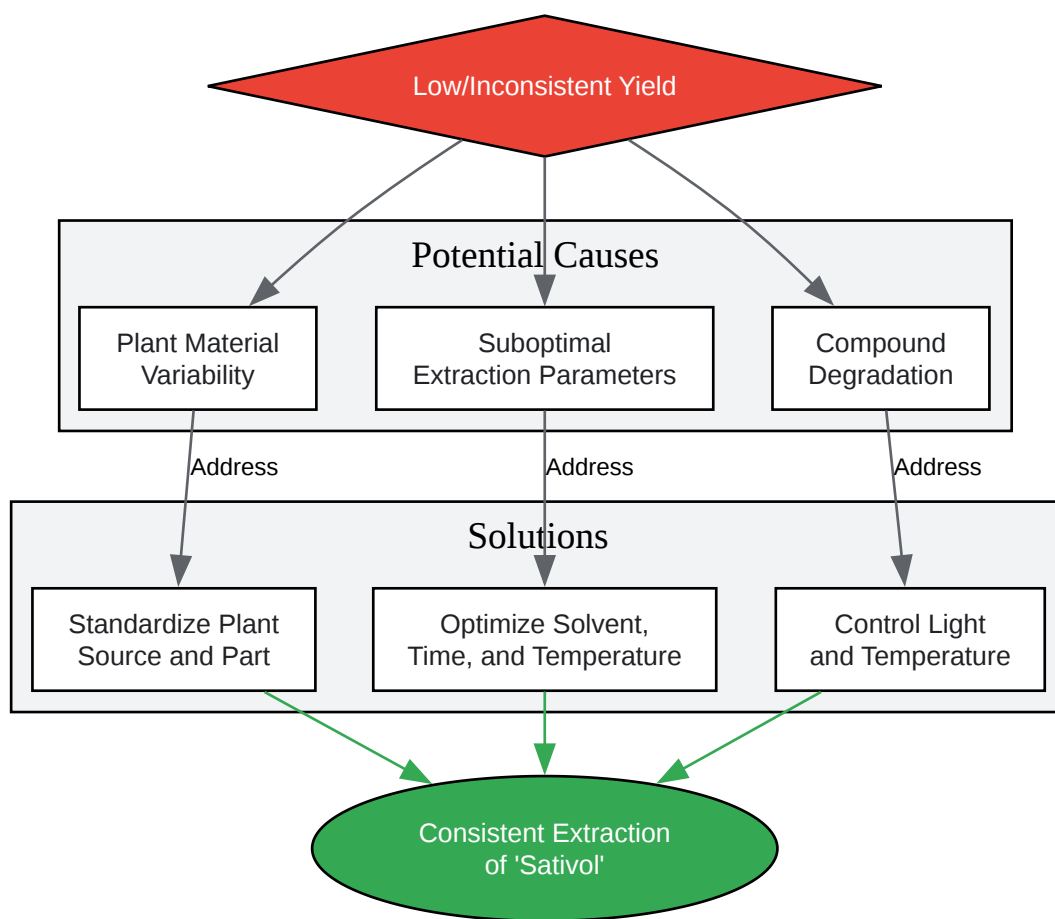 Low/Inconsistent Yield
Potential Causes
Plant Material
Variability
Suboptimal
Extraction Parameters
Compound
Degradation
Address
Address
Address
Solutions
Standardize Plant
Source and Part
Optimize Solvent,
Time, and Temperature
Control Light
and Temperature
Consistent Extraction
of 'Sativol'